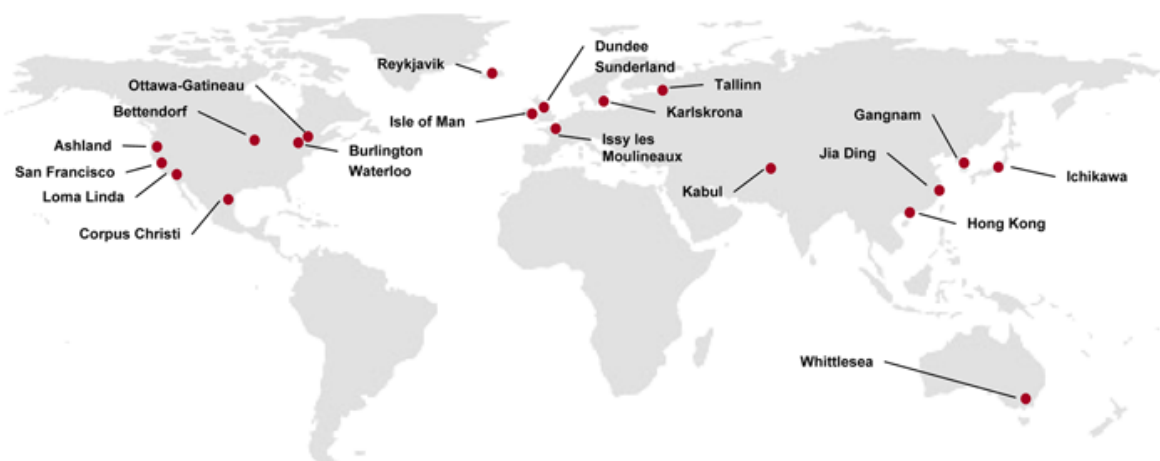 Reykjavik
Dundee
Sunderland
Tallinn
Ottawa-Gatineau
Bettendorf
Isle of Man
Karlskrona
Gangnam
Ashland
Burlington
Waterloo
Issy les
Moulineaux
Jia Ding
San Francisco
Loma Linda
Kabul
Ichikawa
Corpus Christi
Hong Kong
Whittlesea